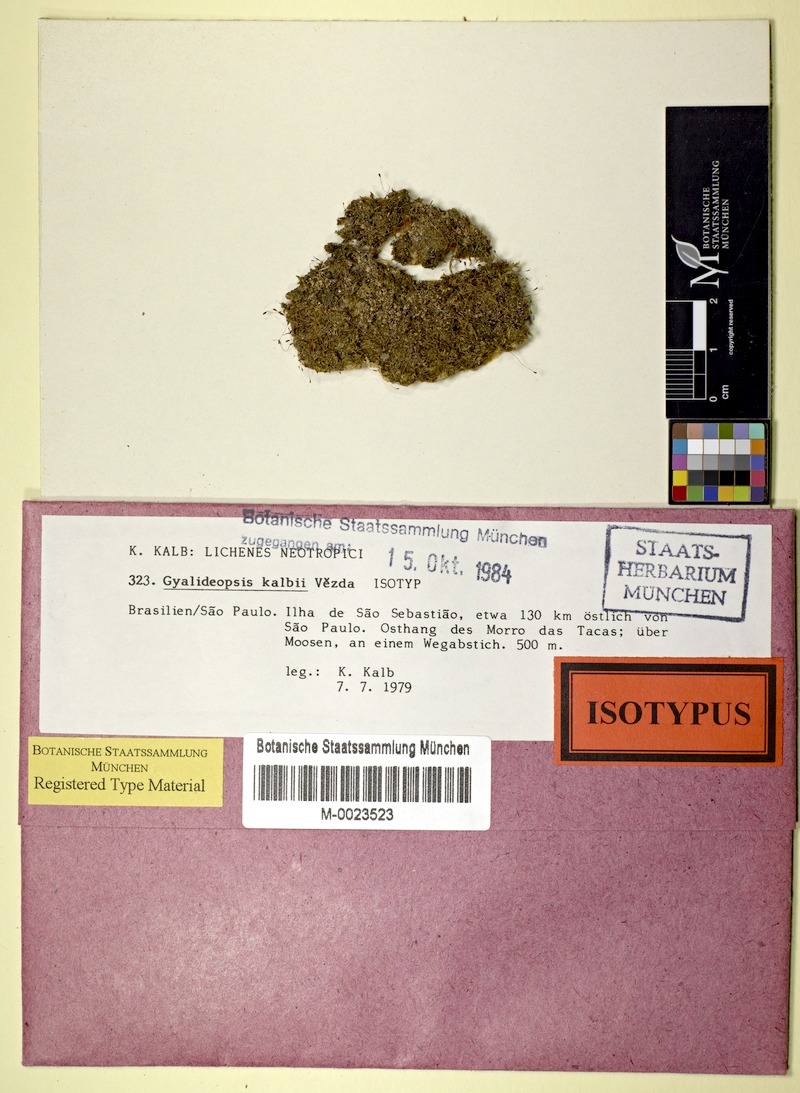 BOTANISCHE
STAATSSAMMLUNG
MÜNCHEN
M
copyright reserved
0 1 2
cm
Botanische Staatssammlung München
zugegangen am:
15. Okt. 1984
K. KALB: LICHENES NEOTROPICI
323. Gyalideopsis kalbii Vězda ISOTYP
Brasilien/São Paulo. Ilha de São Sebastião, etwa 130 km östlich von
São Paulo. Osthang des Morro das Tacas; über
Moosen, an einem Wegabstich. 500 m.
leg.: K. Kalb
7. 7. 1979
STAATS-
HERBARIUM
MÜNCHEN
ISOTYPUS
BOTANISCHE STAATSSAMMLUNG
MÜNCHEN
Registered Type Material
Botanische Staatssammlung München
M-0023523